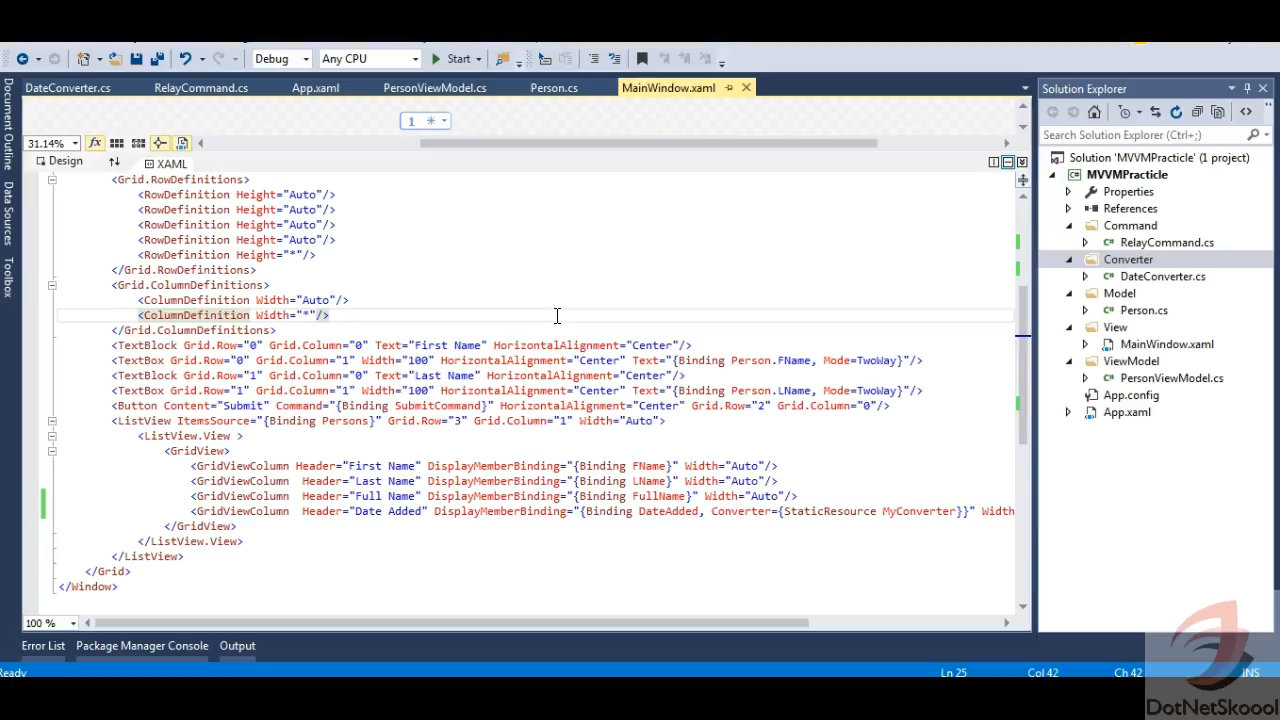 Debug Any CPU Start
DateConverter.cs RelayCommand.cs App.xaml PersonViewModel.cs Person.cs MainWindow.xaml
Solution Explorer
Document Outline
Data Sources
Toolbox
1
Search Solution Explorer (Ctrl+;)
31.14%
Design XAML
<Grid.RowDefinitions>
<RowDefinition Height="Auto"/>
<RowDefinition Height="Auto"/>
<RowDefinition Height="Auto"/>
<RowDefinition Height="Auto"/>
<RowDefinition Height="*"/>
</Grid.RowDefinitions>
<Grid.ColumnDefinitions>
<ColumnDefinition Width="Auto"/>
<ColumnDefinition Width="*"/>
</Grid.ColumnDefinitions>
<TextBlock Grid.Row="0" Grid.Column="0" Text="First Name" HorizontalAlignment="Center"/>
<TextBox Grid.Row="0" Grid.Column="1" Width="100" HorizontalAlignment="Center" Text="{Binding Person.FName, Mode=TwoWay}"/>
<TextBlock Grid.Row="1" Grid.Column="0" Text="Last Name" HorizontalAlignment="Center"/>
<TextBox Grid.Row="1" Grid.Column="1" Width="100" HorizontalAlignment="Center" Text="{Binding Person.LName, Mode=TwoWay}"/>
<Button Content="Submit" Command="{Binding SubmitCommand}" HorizontalAlignment="Center" Grid.Row="2" Grid.Column="0"/>
<ListView ItemsSource="{Binding Persons}" Grid.Row="3" Grid.Column="1" Width="Auto">
<ListView.View >
<GridView>
<GridViewColumn Header="First Name" DisplayMemberBinding="{Binding FName}" Width="Auto"/>
<GridViewColumn  Header="Last Name" DisplayMemberBinding="{Binding LName}" Width="Auto"/>
<GridViewColumn  Header="Full Name" DisplayMemberBinding="{Binding FullName}" Width="Auto"/>
<GridViewColumn  Header="Date Added" DisplayMemberBinding="{Binding DateAdded, Converter={StaticResource MyConverter}}" Width
</GridView>
</ListView.View>
</ListView>
</Grid>
</Window>
Solution 'MVVMPracticle' (1 project)
MVVMPracticle
Properties
References
Command
RelayCommand.cs
Converter
DateConverter.cs
Model
Person.cs
View
MainWindow.xaml
ViewModel
PersonViewModel.cs
App.config
App.xaml
100 %
Error List Package Manager Console Output
Ready Ln 25 Col 42 Ch 42 INS
DotNetSkoool